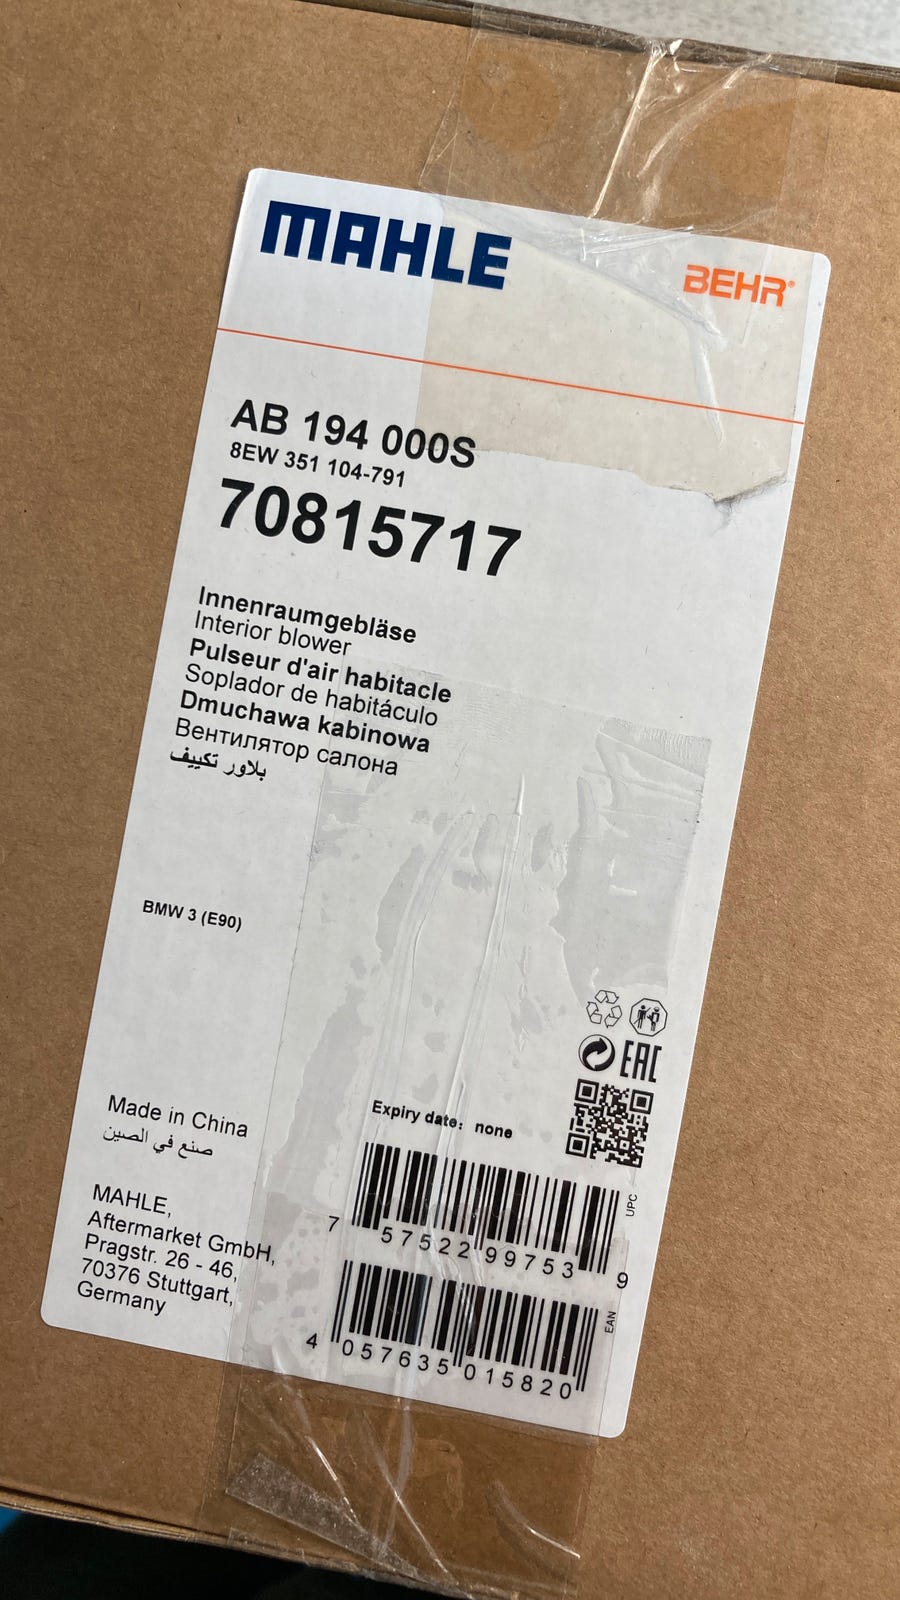 MAHLE
BEHR®
AB 194 000S
8EW 351 104-791
70815717
Innenraumgebläse
Interior blower
Pulseur d'air habitacle
Soplador de habitáculo
Dmuchawa kabinowa
Вентилятор салона
بلاور تكييف
BMW 3 (E90)
EAC
Made in China
صنع في الصين
Expiry date: none
MAHLE,
Aftermarket GmbH,
Pragstr. 26 - 46,
70376 Stuttgart,
Germany
UPC
7 57522 99753 9
EAN
4 057635 015820